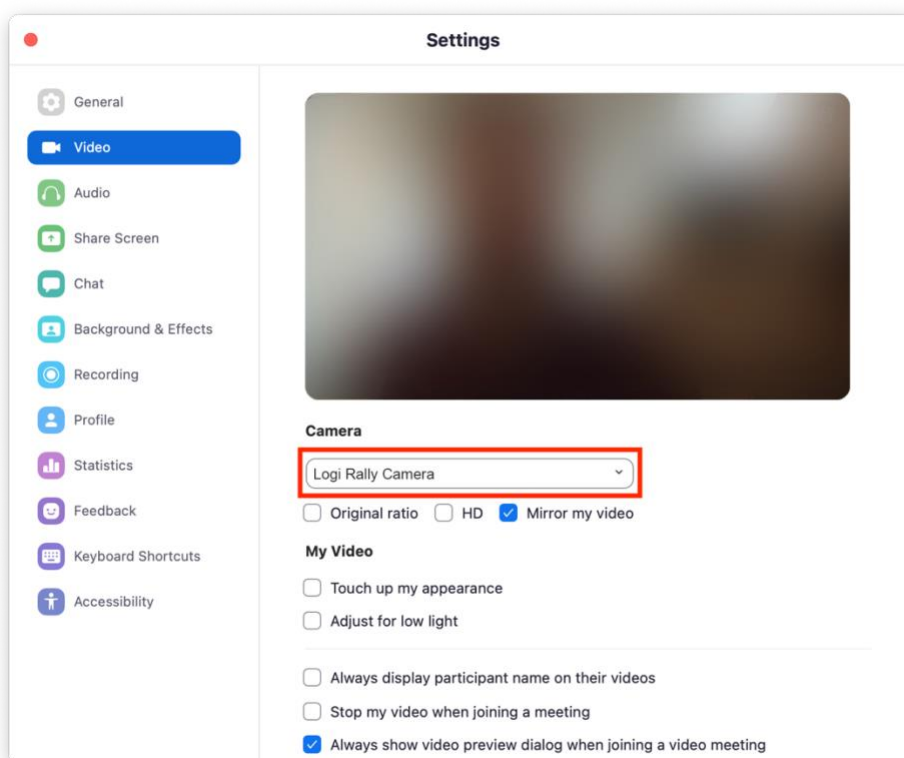 Settings
General
Video
Audio
Share Screen
Chat
Background & Effects
Recording
Profile
Statistics
Feedback
Keyboard Shortcuts
Accessibility
Camera
Logi Rally Camera
Original ratio HD Mirror my video
My Video
Touch up my appearance
Adjust for low light
Always display participant name on their videos
Stop my video when joining a meeting
Always show video preview dialog when joining a video meeting